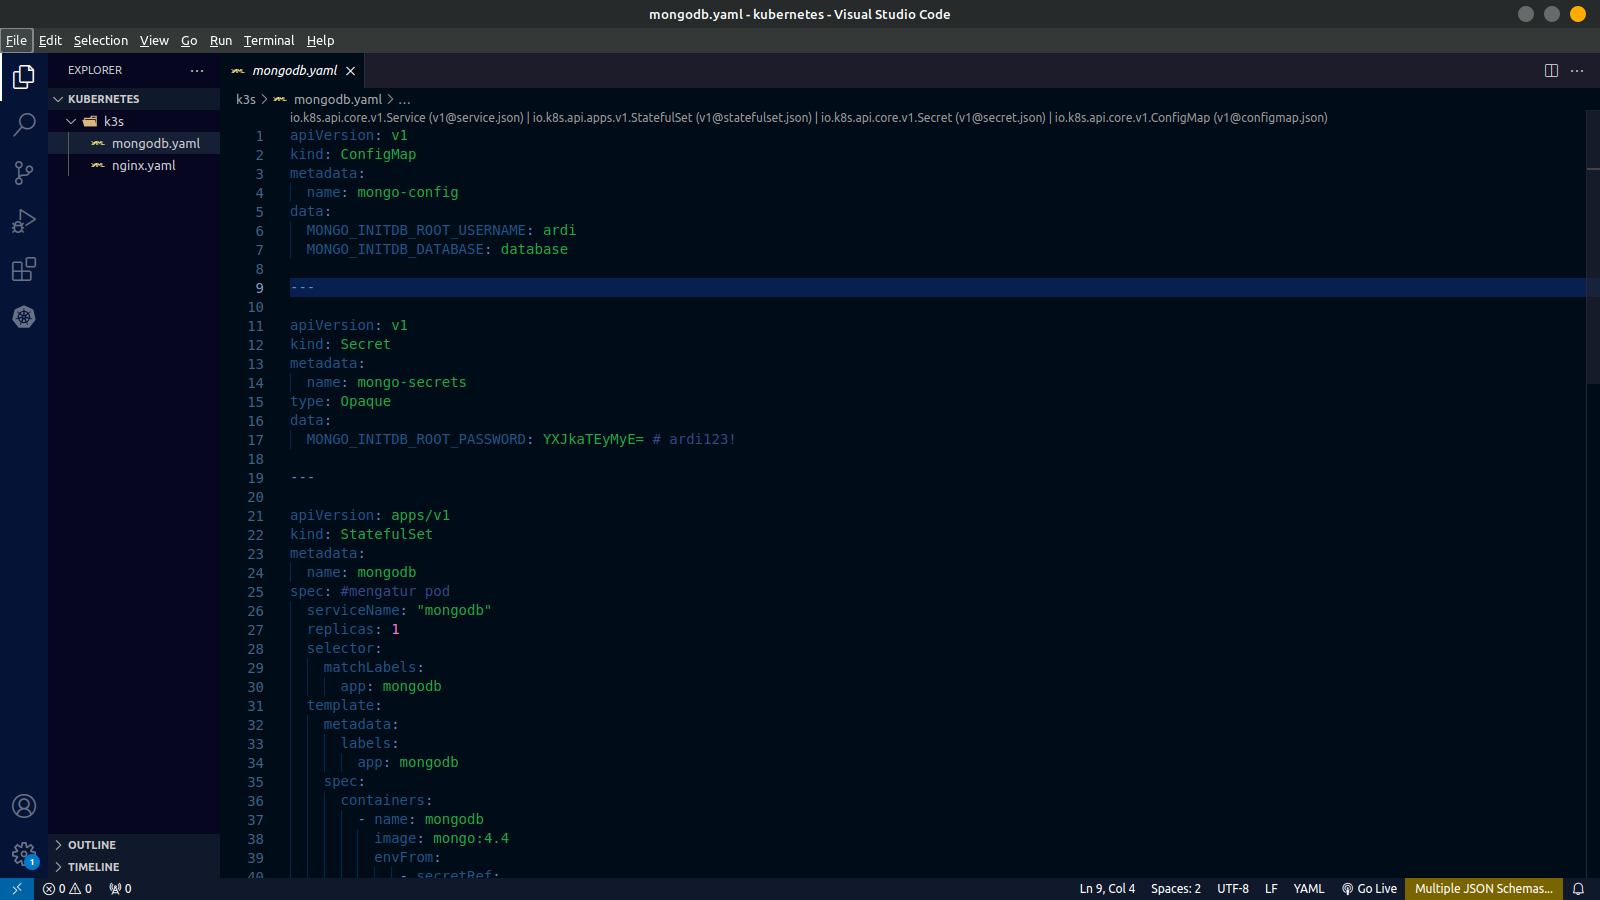 mongodb.yaml - kubernetes - Visual Studio Code
File Edit Selection View Go Run Terminal Help
EXPLORER ...
KUBERNETES
k3s
mongodb.yaml
nginx.yaml
OUTLINE
TIMELINE
mongodb.yaml
k3s > mongodb.yaml > ...
io.k8s.api.core.v1.Service (v1@service.json) | io.k8s.api.apps.v1.StatefulSet (v1@statefulset.json) | io.k8s.api.core.v1.Secret (v1@secret.json) | io.k8s.api.core.v1.ConfigMap (v1@configmap.json)
1 apiVersion: v1
2 kind: ConfigMap
3 metadata:
4 name: mongo-config
5 data:
6 MONGO_INITDB_ROOT_USERNAME: ardi
7 MONGO_INITDB_DATABASE: database
8
9 ---
10
11 apiVersion: v1
12 kind: Secret
13 metadata:
14 name: mongo-secrets
15 type: Opaque
16 data:
17 MONGO_INITDB_ROOT_PASSWORD: YXJkaTEyMyE= # ardi123!
18
19 ---
20
21 apiVersion: apps/v1
22 kind: StatefulSet
23 metadata:
24 name: mongodb
25 spec: #mengatur pod
26 serviceName: "mongodb"
27 replicas: 1
28 selector:
29 matchLabels:
30 app: mongodb
31 template:
32 metadata:
33 labels:
34 app: mongodb
35 spec:
36 containers:
37 - name: mongodb
38 image: mongo:4.4
39 envFrom:
40 - secretRef:
1
0 0 0 Ln 9, Col 4 Spaces: 2 UTF-8 LF YAML Go Live Multiple JSON Schemas...